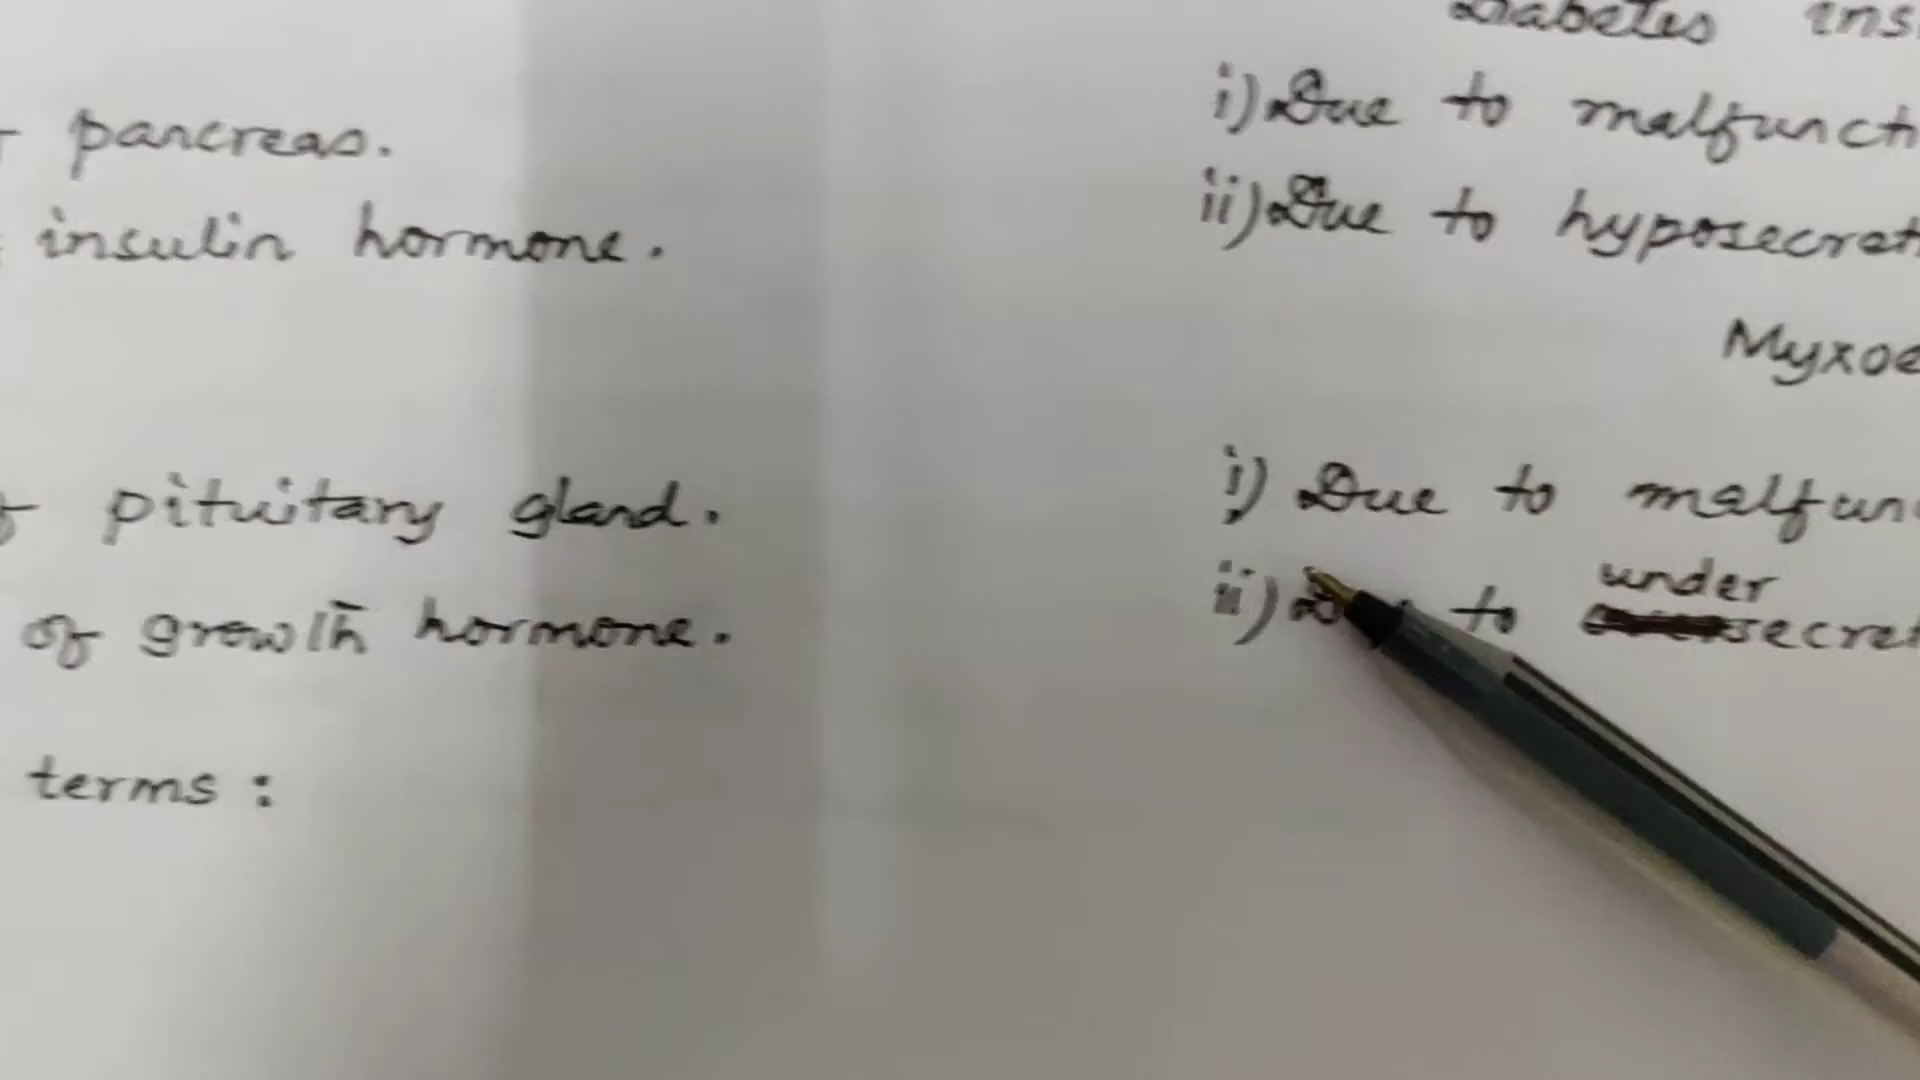 pancreas.
insulin hormone.
pituitary gland.
of growth hormone.
terms :
Diabetes ins
i) Due to malfuncti
ii) Due to hyposecret
Myxoe
i) Due to malfun
under
ii) to secret